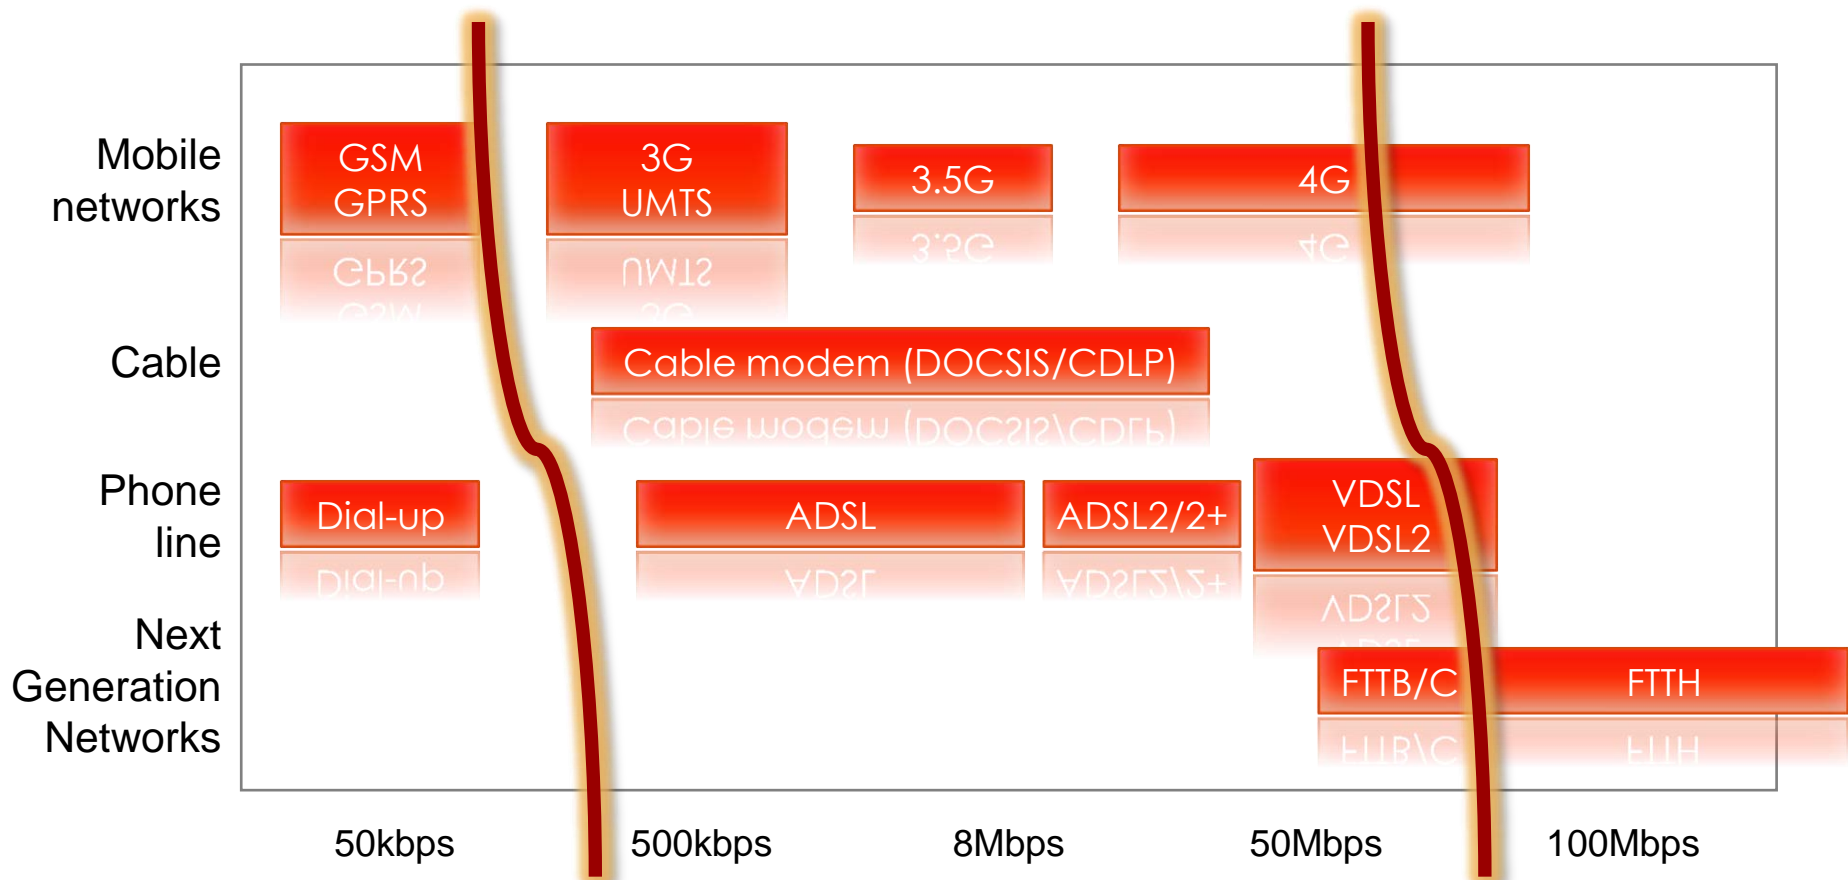 Mobile
networks
GSM
GPRS
3G
UMTS
3.5G
4G
Cable
Cable modem (DOCSIS/CDLP)
Phone
line
Dial-up
ADSL
ADSL2/2+
VDSL
VDSL2
Next
Generation
Networks
FTTB/C
FTTH
50kbps
500kbps
8Mbps
50Mbps
100Mbps